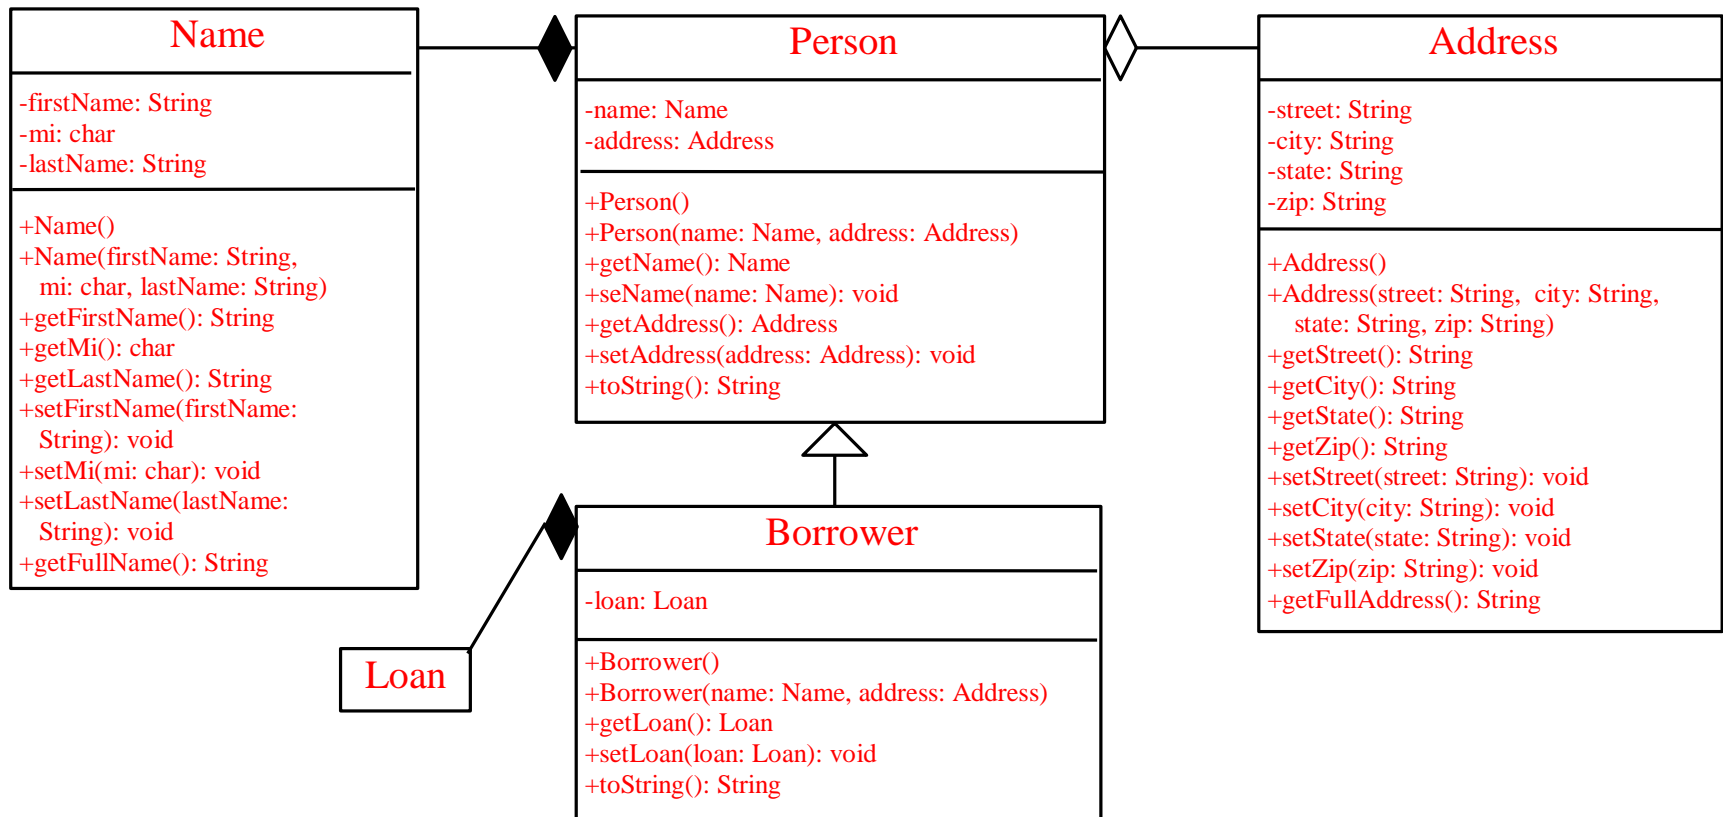 Name
-firstName: String
-mi: char
-lastName: String
+Name()
+Name(firstName: String,
mi: char, lastName: String)
+getFirstName(): String
+getMi(): char
+getLastName(): String
+setFirstName(firstName:
String): void
+setMi(mi: char): void
+setLastName(lastName:
String): void
+getFullName(): String
Person
-name: Name
-address: Address
+Person()
+Person(name: Name, address: Address)
+getName(): Name
+seName(name: Name): void
+getAddress(): Address
+setAddress(address: Address): void
+toString(): String
Address
-street: String
-city: String
-state: String
-zip: String
+Address()
+Address(street: String, city: String,
state: String, zip: String)
+getStreet(): String
+getCity(): String
+getState(): String
+getZip(): String
+setStreet(street: String): void
+setCity(city: String): void
+setState(state: String): void
+setZip(zip: String): void
+getFullAddress(): String
Loan
Borrower
-loan: Loan
+Borrower()
+Borrower(name: Name, address: Address)
+getLoan(): Loan
+setLoan(loan: Loan): void
+toString(): String